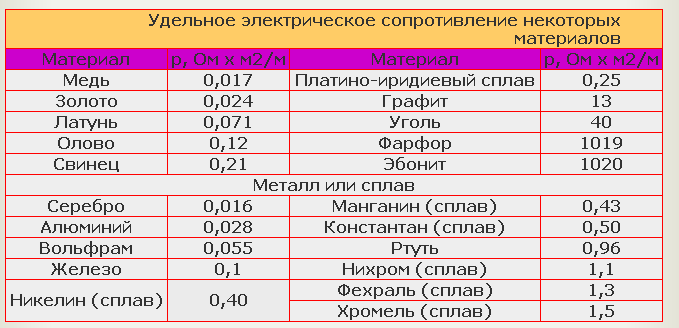 Удельное электрическое сопротивление некоторых
материалов
Материал р, Ом х м2/м Материал р, Ом х м2/м
Медь 0,017 Платино-иридиевый сплав 0,25
Золото 0,024 Графит 13
Латунь 0,071 Уголь 40
Олово 0,12 Фарфор 1019
Свинец 0,21 Эбонит 1020
Металл или сплав
Серебро 0,016 Манганин (сплав) 0,43
Алюминий 0,028 Константан (сплав) 0,50
Вольфрам 0,055 Ртуть 0,96
Железо 0,1 Нихром (сплав) 1,1
Никелин (сплав) 0,40 Фехраль (сплав) 1,3
Хромель (сплав) 1,5